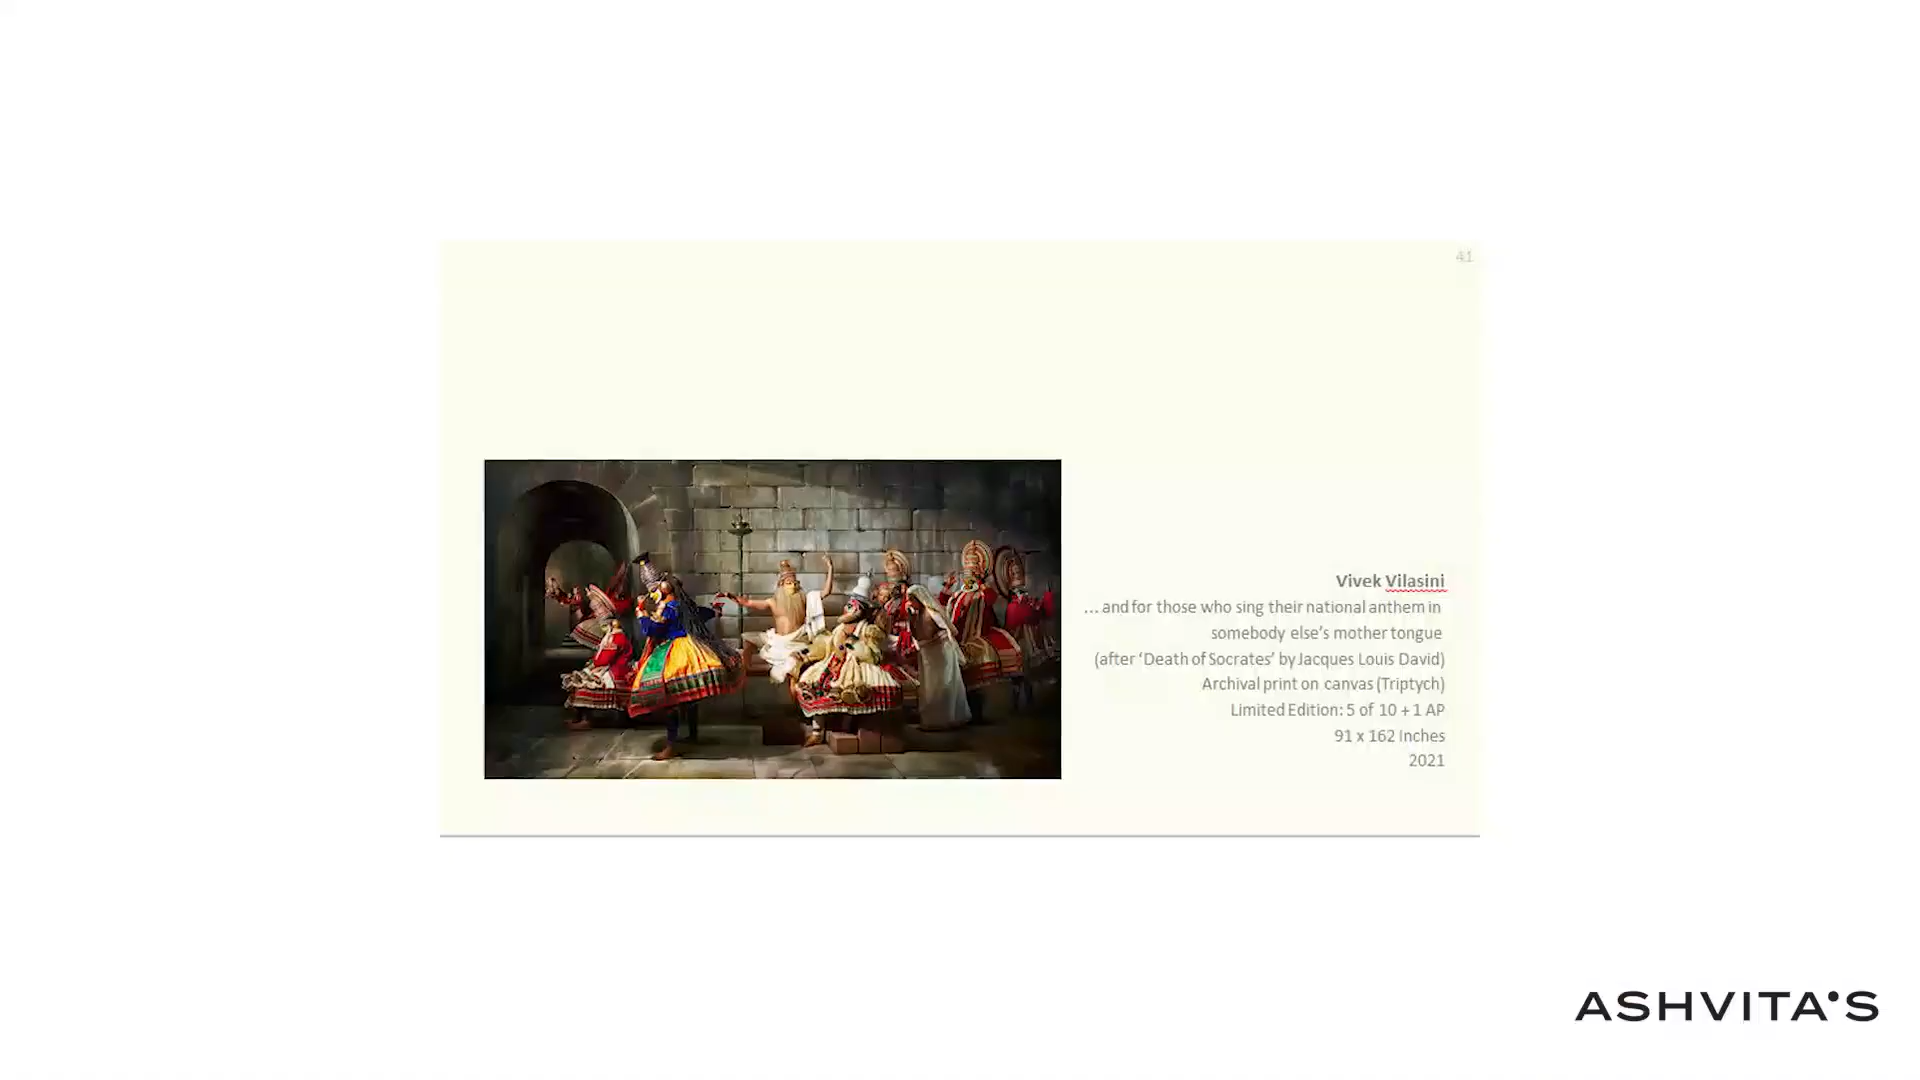 41
Vivek Vilasini
... and for those who sing their national anthem in
somebody else's mother tongue
(after 'Death of Socrates' by Jacques Louis David)
Archival print on canvas (Triptych)
Limited Edition: 5 of 10 + 1 AP
91 x 162 Inches
2021
ASHVITA'S